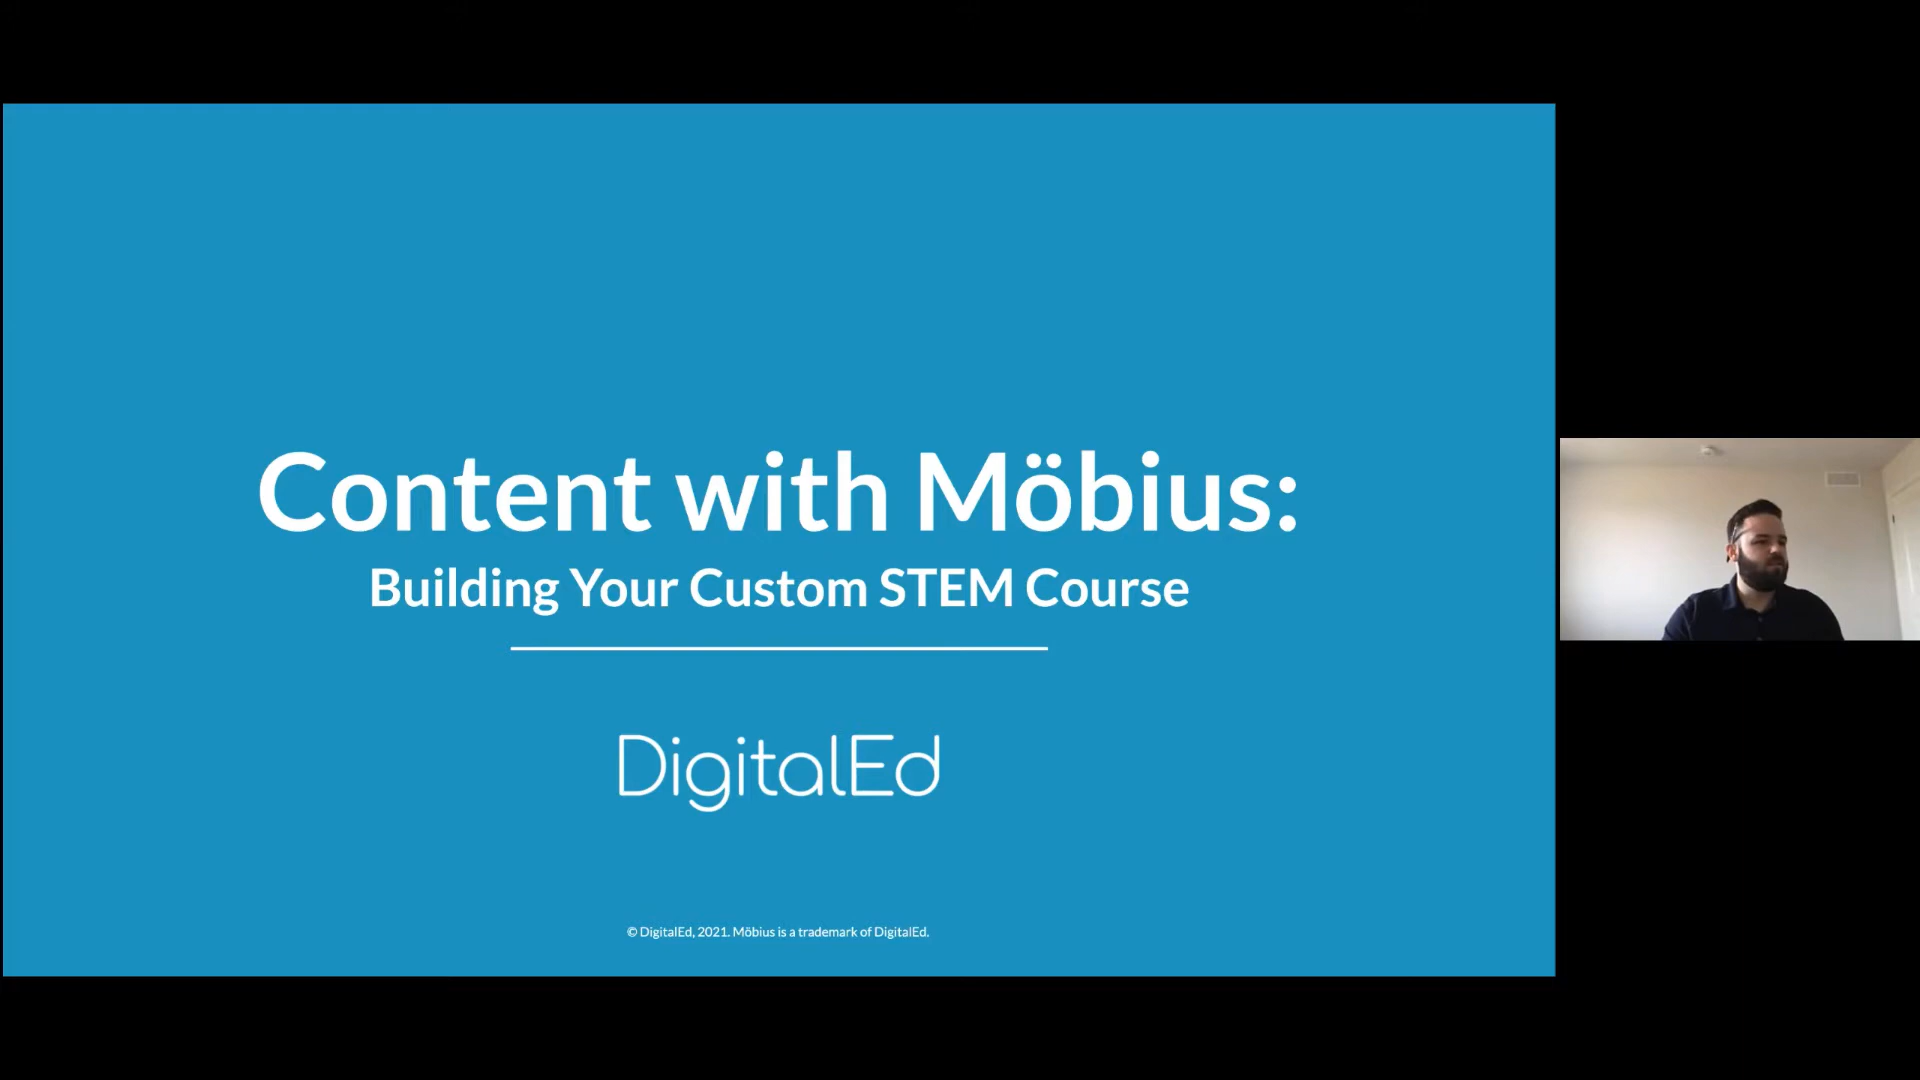 Content with Möbius:
Building Your Custom STEM Course
DigitalEd
© DigitalEd, 2021. Möbius is a trademark of DigitalEd.